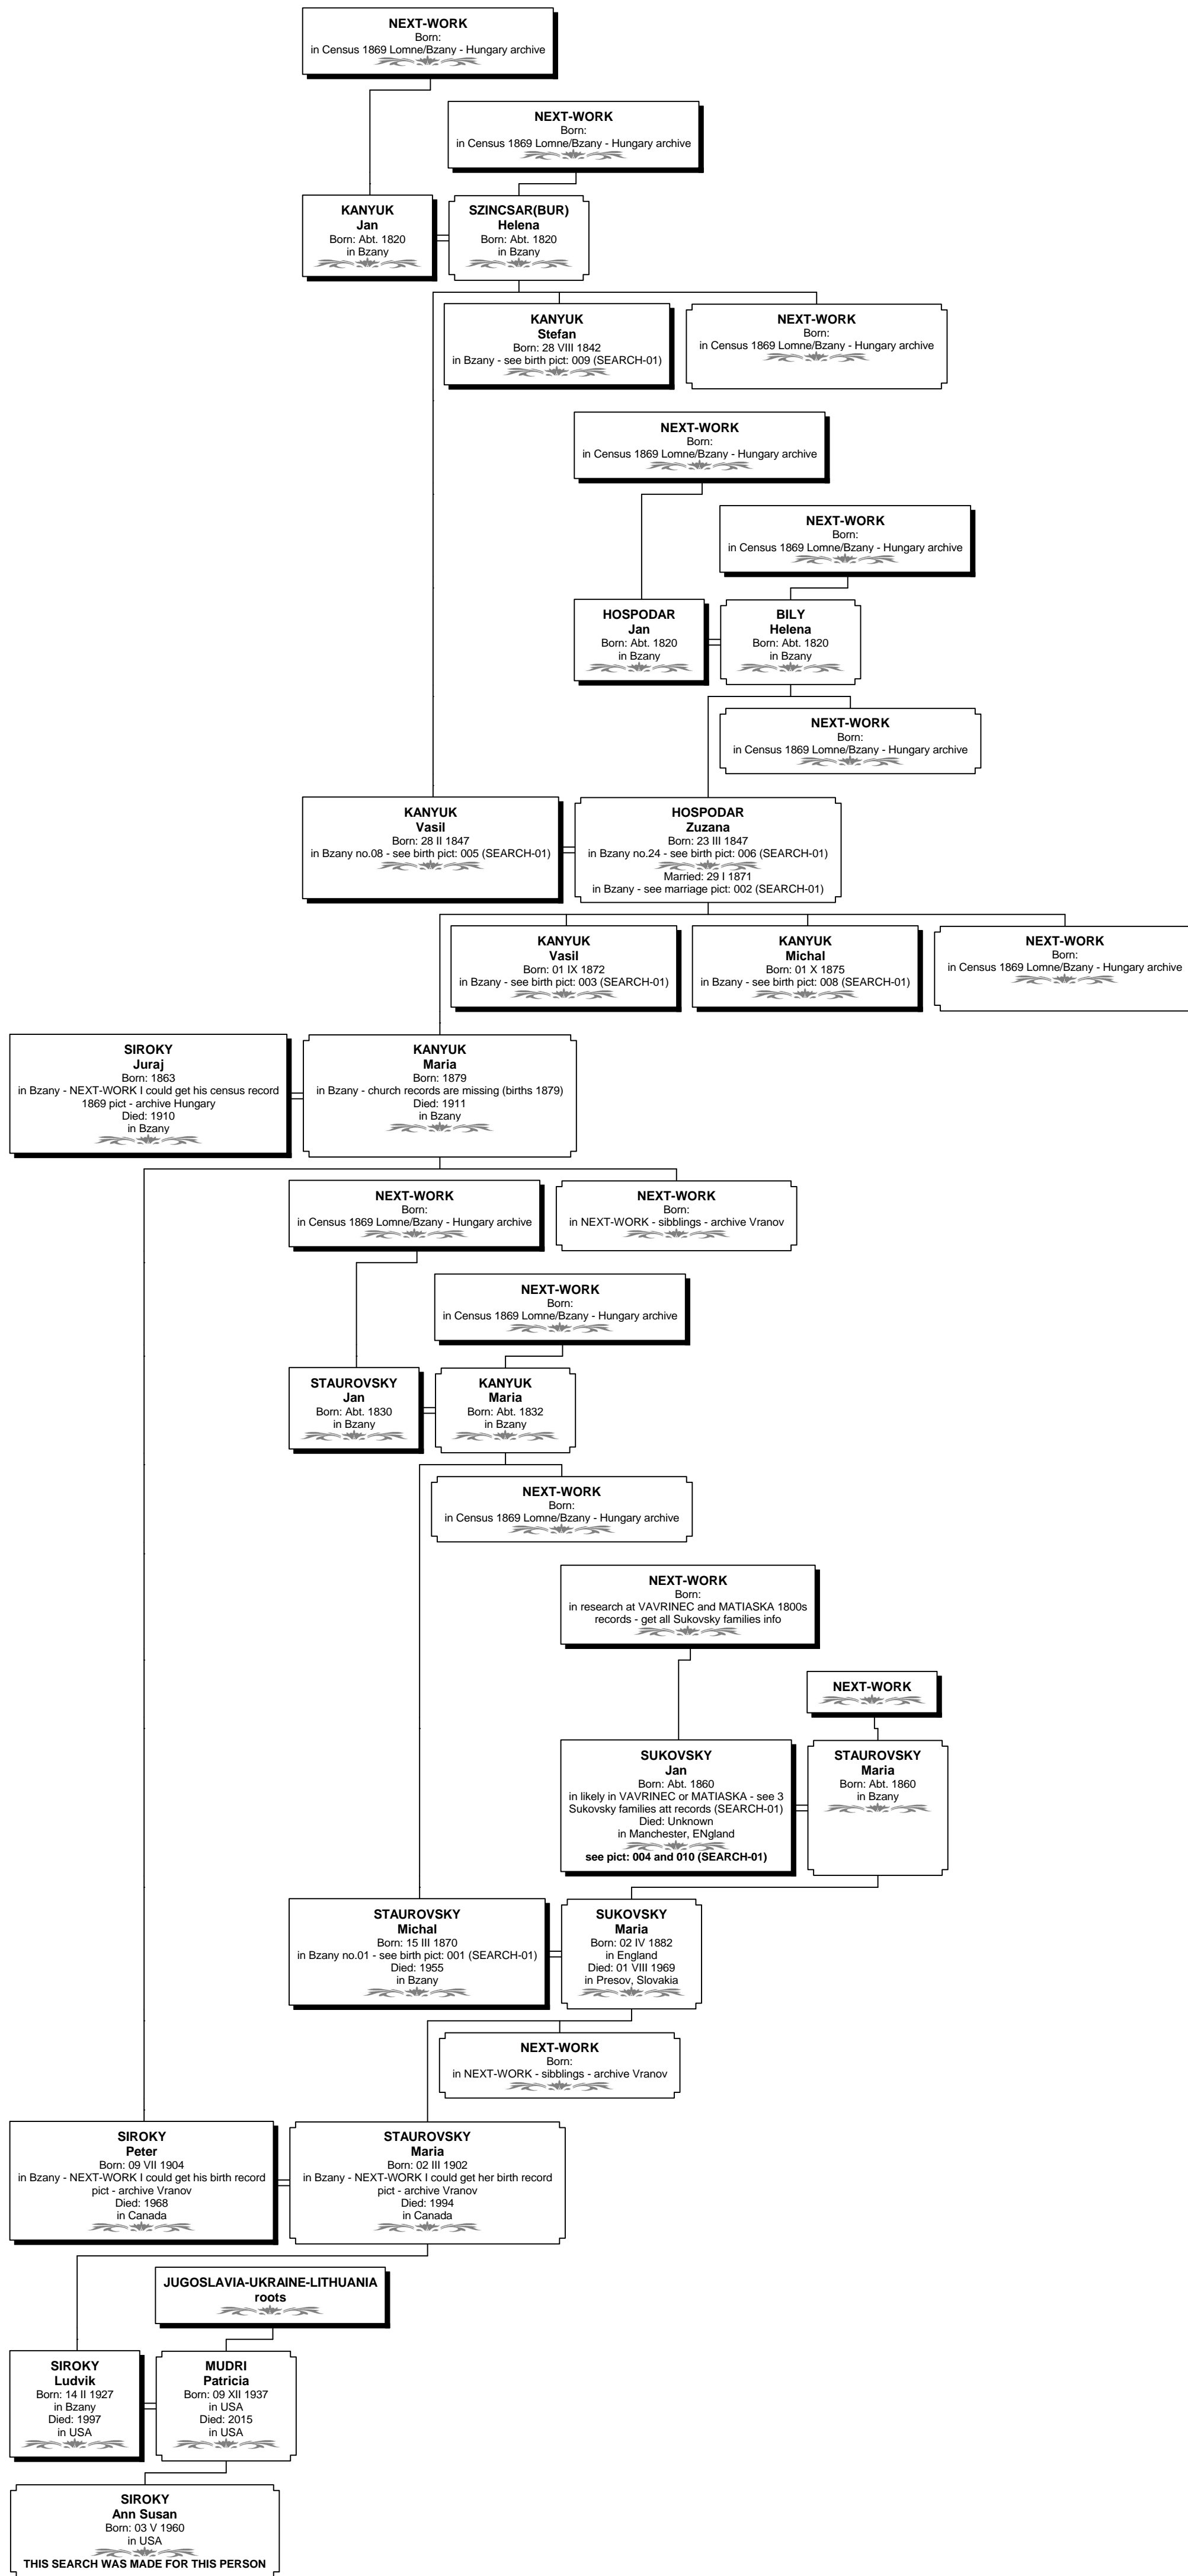 NEXT-WORK
Born:
in Census 1869 Lomne/Bzany - Hungary archive
NEXT-WORK
Born:
in Census 1869 Lomne/Bzany - Hungary archive
KANYUK
Jan
Born: Abt. 1820
in Bzany
SZINCSAR(BUR)
Helena
Born: Abt. 1820
in Bzany
KANYUK
Stefan
Born: 28 VIII 1842
in Bzany - see birth pict: 009 (SEARCH-01)
NEXT-WORK
Born:
in Census 1869 Lomne/Bzany - Hungary archive
NEXT-WORK
Born:
in Census 1869 Lomne/Bzany - Hungary archive
NEXT-WORK
Born:
in Census 1869 Lomne/Bzany - Hungary archive
HOSPODAR
Jan
Born: Abt. 1820
in Bzany
BILY
Helena
Born: Abt. 1820
in Bzany
NEXT-WORK
Born:
in Census 1869 Lomne/Bzany - Hungary archive
KANYUK
Vasil
Born: 28 II 1847
in Bzany no.08 - see birth pict: 005 (SEARCH-01)
HOSPODAR
Zuzana
Born: 23 III 1847
in Bzany no.24 - see birth pict: 006 (SEARCH-01)
Married: 29 I 1871
in Bzany - see marriage pict: 002 (SEARCH-01)
KANYUK
Vasil
Born: 01 IX 1872
in Bzany - see birth pict: 003 (SEARCH-01)
KANYUK
Michal
Born: 01 X 1875
in Bzany - see birth pict: 008 (SEARCH-01)
NEXT-WORK
Born:
in Census 1869 Lomne/Bzany - Hungary archive
SIROKY
Juraj
Born: 1863
in Bzany - NEXT-WORK I could get his census record
1869 pict - archive Hungary
Died: 1910
in Bzany
KANYUK
Maria
Born: 1879
in Bzany - church records are missing (births 1879)
Died: 1911
in Bzany
NEXT-WORK
Born:
in Census 1869 Lomne/Bzany - Hungary archive
NEXT-WORK
Born:
in NEXT-WORK - sibblings - archive Vranov
NEXT-WORK
Born:
in Census 1869 Lomne/Bzany - Hungary archive
STAUROVSKY
Jan
Born: Abt. 1830
in Bzany
KANYUK
Maria
Born: Abt. 1832
in Bzany
NEXT-WORK
Born:
in Census 1869 Lomne/Bzany - Hungary archive
NEXT-WORK
Born:
in research at VAVRINEC and MATIASKA 1800s
records - get all Sukovsky families info
NEXT-WORK
SUKOVSKY
Jan
Born: Abt. 1860
in likely in VAVRINEC or MATIASKA - see 3
Sukovsky families att records (SEARCH-01)
Died: Unknown
in Manchester, ENgland
see pict: 004 and 010 (SEARCH-01)
STAUROVSKY
Maria
Born: Abt. 1860
in Bzany
STAUROVSKY
Michal
Born: 15 III 1870
in Bzany no.01 - see birth pict: 001 (SEARCH-01)
Died: 1955
in Bzany
SUKOVSKY
Maria
Born: 02 IV 1882
in England
Died: 01 VIII 1969
in Presov, Slovakia
NEXT-WORK
Born:
in NEXT-WORK - sibblings - archive Vranov
SIROKY
Peter
Born: 09 VII 1904
in Bzany - NEXT-WORK I could get his birth record
pict - archive Vranov
Died: 1968
in Canada
STAUROVSKY
Maria
Born: 02 III 1902
in Bzany - NEXT-WORK I could get her birth record
pict - archive Vranov
Died: 1994
in Canada
JUGOSLAVIA-UKRAINE-LITHUANIA
roots
SIROKY
Ludvik
Born: 14 II 1927
in Bzany
Died: 1997
in USA
MUDRI
Patricia
Born: 09 XII 1937
in USA
Died: 2015
in USA
SIROKY
Ann Susan
Born: 03 V 1960
in USA
THIS SEARCH WAS MADE FOR THIS PERSON